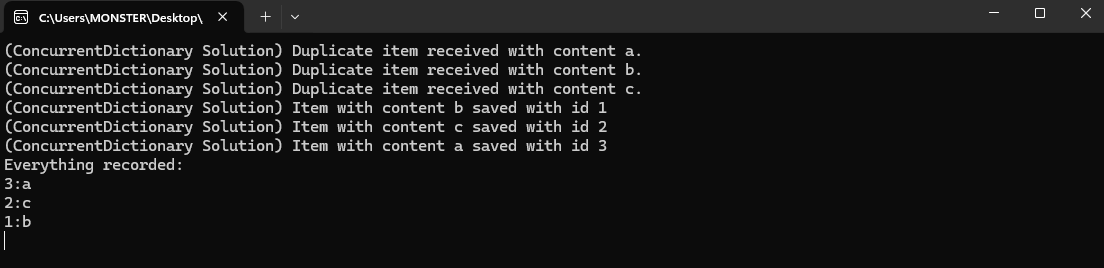 C:\Users\MONSTER\Desktop\
(ConcurrentDictionary Solution) Duplicate item received with content a.
(ConcurrentDictionary Solution) Duplicate item received with content b.
(ConcurrentDictionary Solution) Duplicate item received with content c.
(ConcurrentDictionary Solution) Item with content b saved with id 1
(ConcurrentDictionary Solution) Item with content c saved with id 2
(ConcurrentDictionary Solution) Item with content a saved with id 3
Everything recorded:
3:a
2:c
1:b